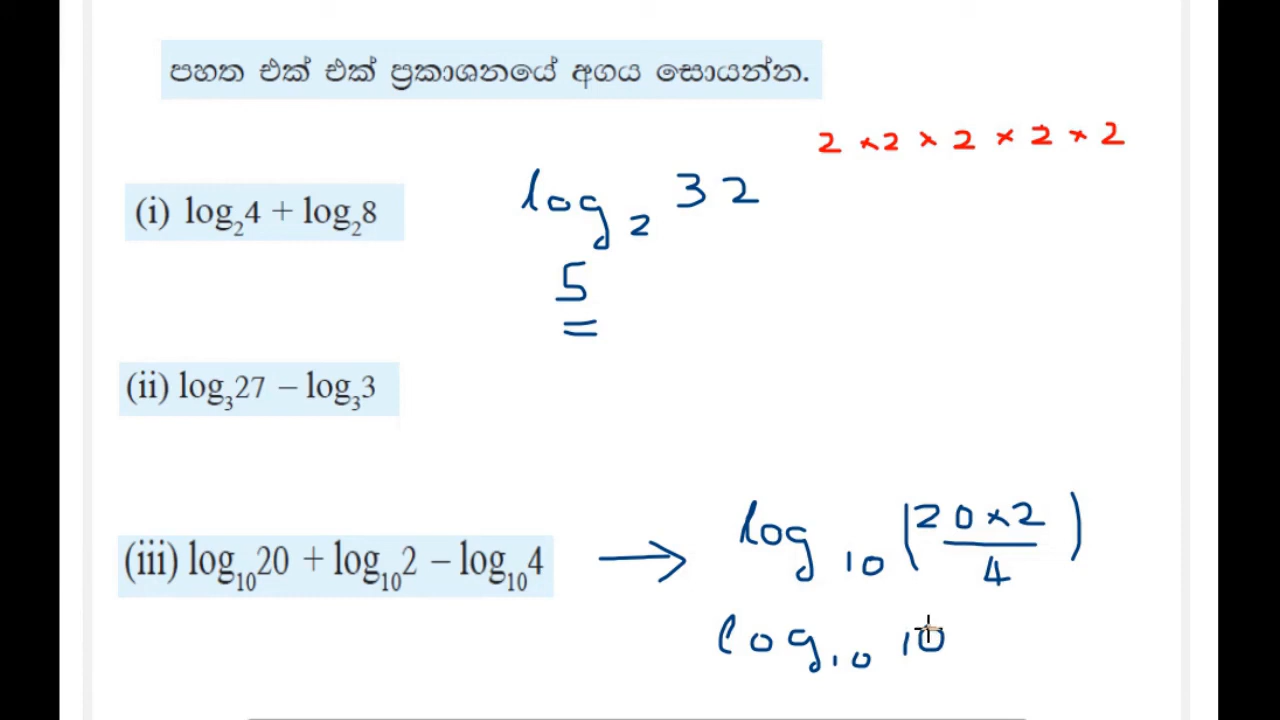 පහත එක් එක් ප්‍රකාශනයේ අගය සොයන්න.
2 × 2 × 2 × 2 × 2
(i) log₂4 + log₂8
log₂ 32
5
(ii) log₃27 − log₃3
(iii) log₁₀20 + log₁₀2 − log₁₀4 → log₁₀ (20×2/4)
log₁₀ 10